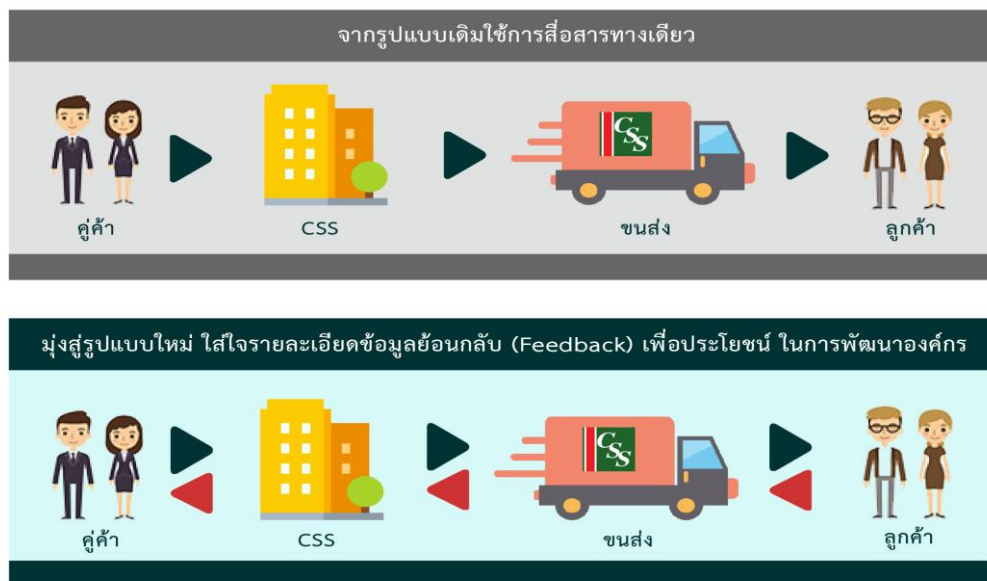 จากรูปแบบเดิมใช้การสื่อสารทางเดียว
CSS
คู่ค้า CSS ขนส่ง ลูกค้า
มุ่งสู่รูปแบบใหม่ ใส่ใจรายละเอียดข้อมูลย้อนกลับ (Feedback) เพื่อประโยชน์ ในการพัฒนาองค์กร
CSS
คู่ค้า CSS ขนส่ง ลูกค้า